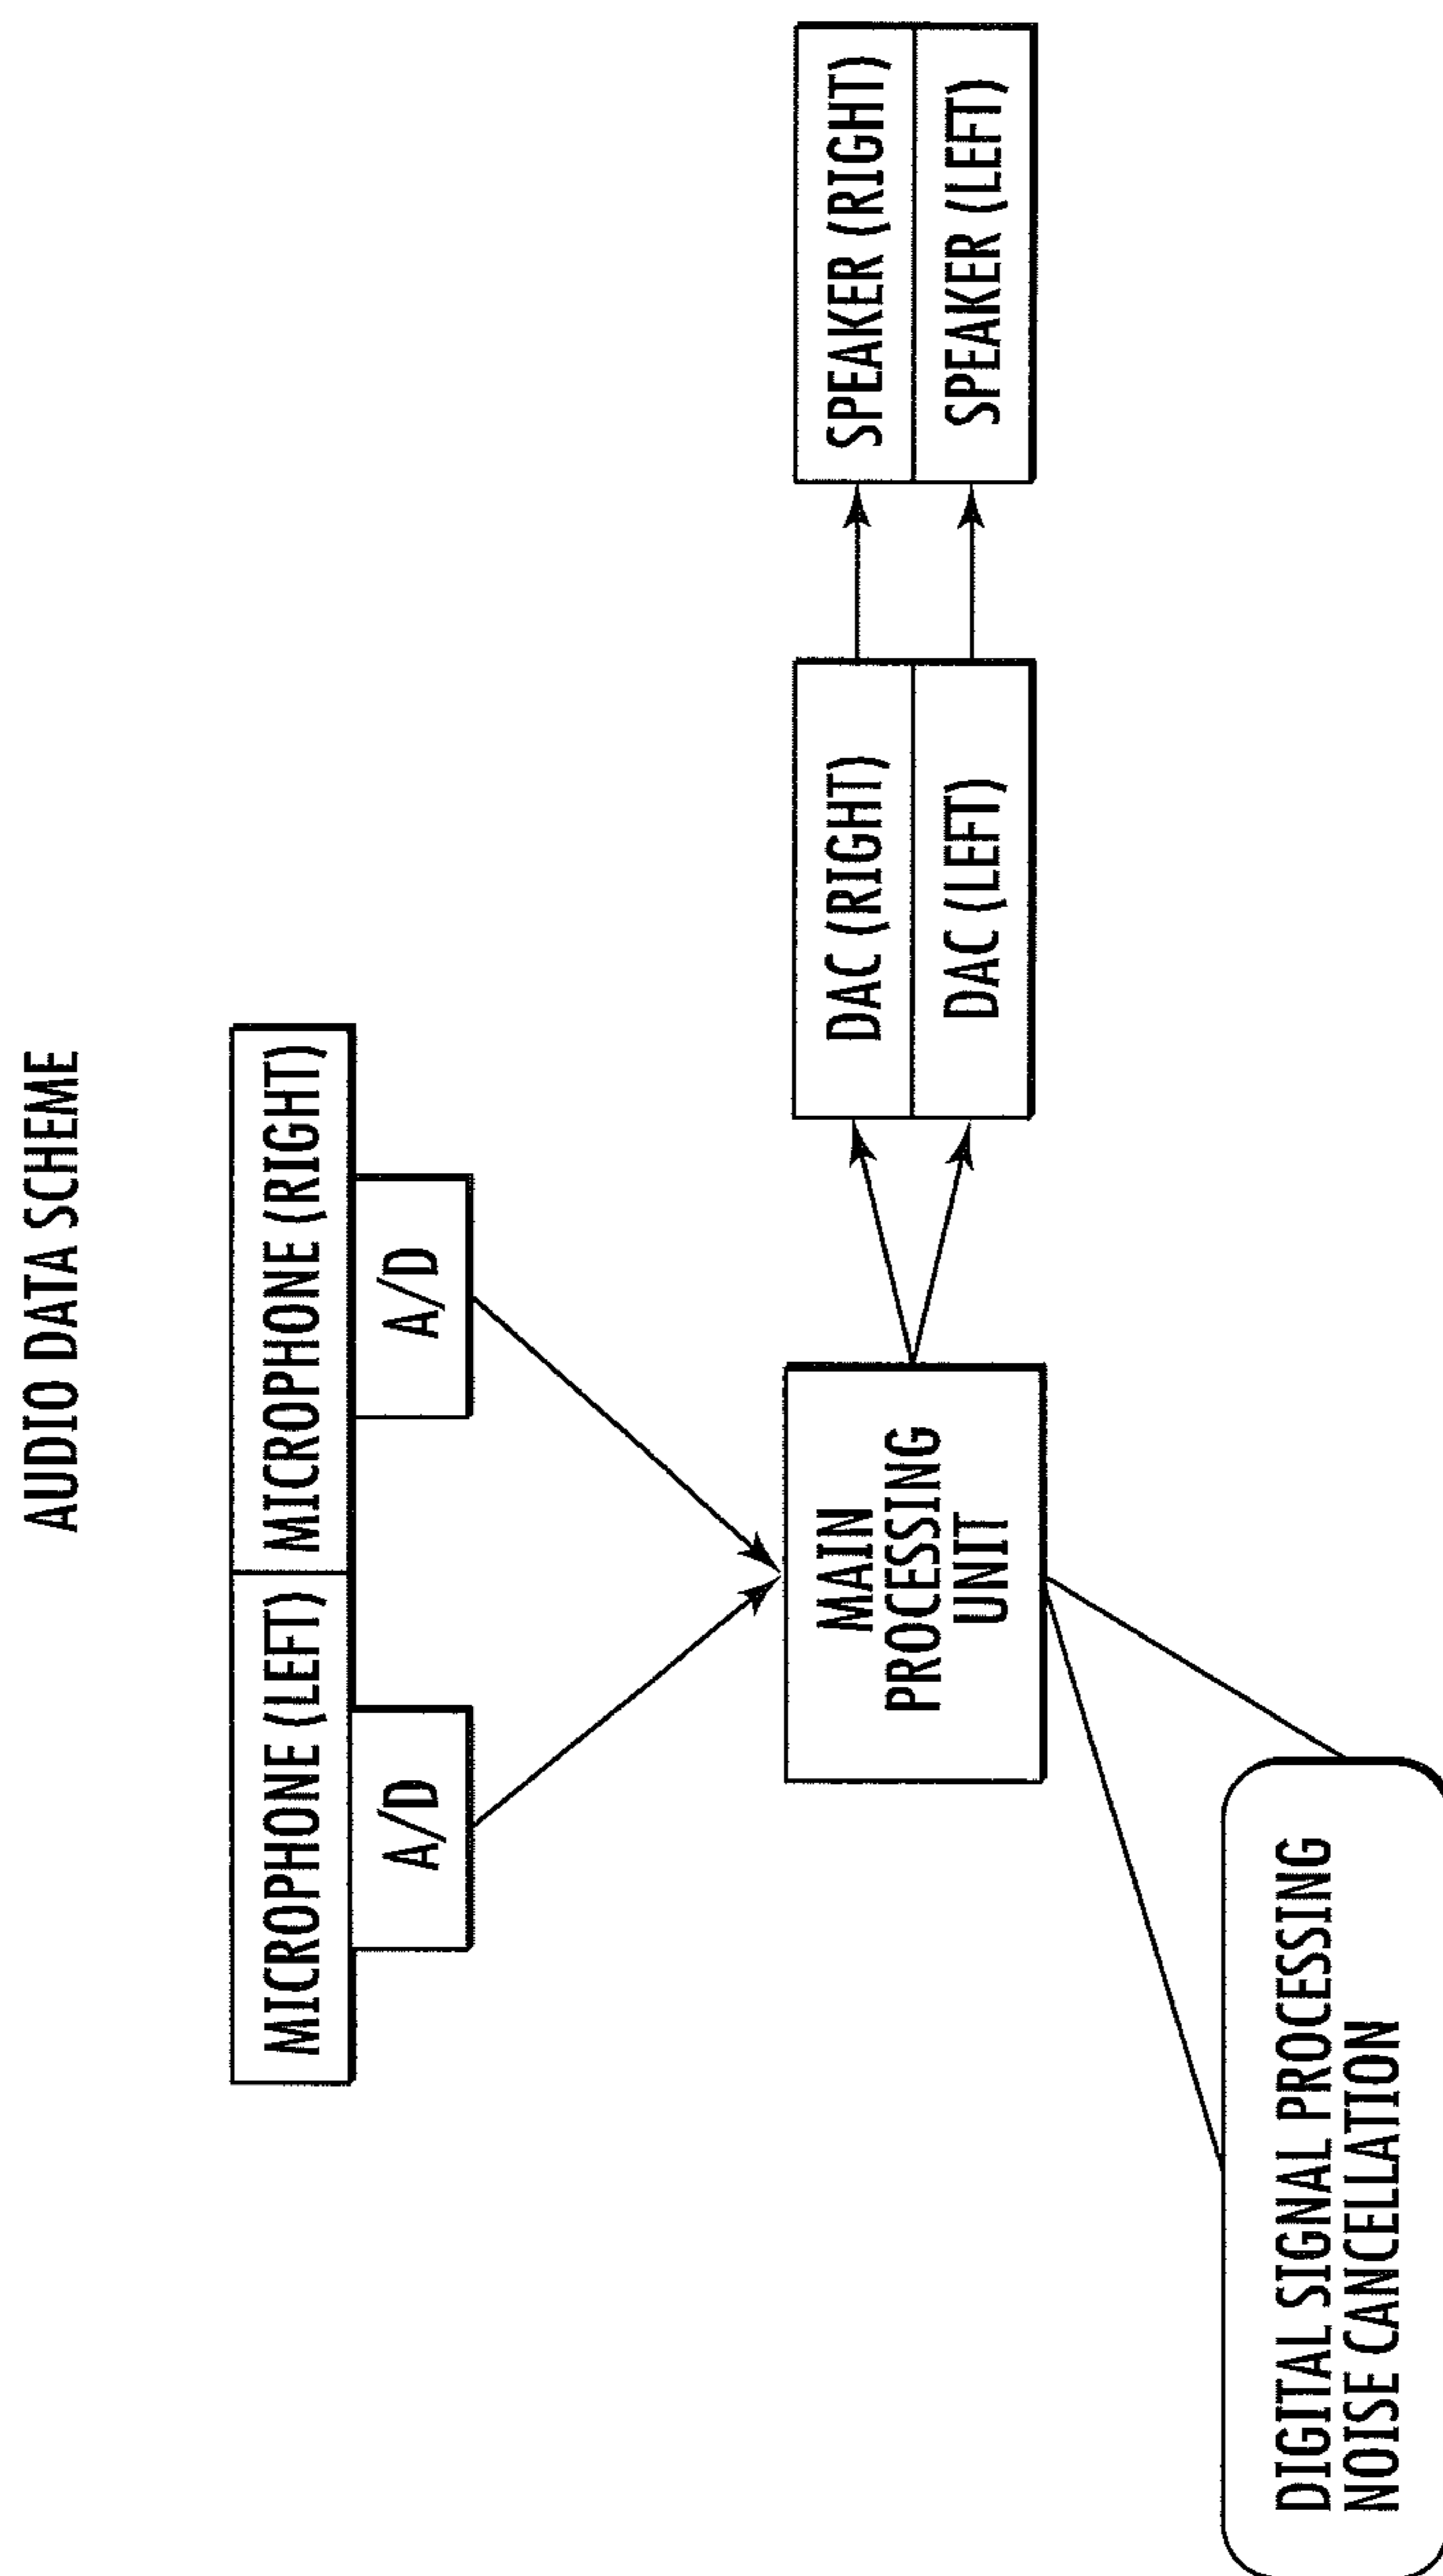 AUDIO DATA SCHEME
MICROPHONE (LEFT)
MICROPHONE (RIGHT)
A/D
A/D
MAIN
PROCESSING
UNIT
DAC (RIGHT)
DAC (LEFT)
SPEAKER (RIGHT)
SPEAKER (LEFT)
DIGITAL SIGNAL PROCESSING
NOISE CANCELLATION